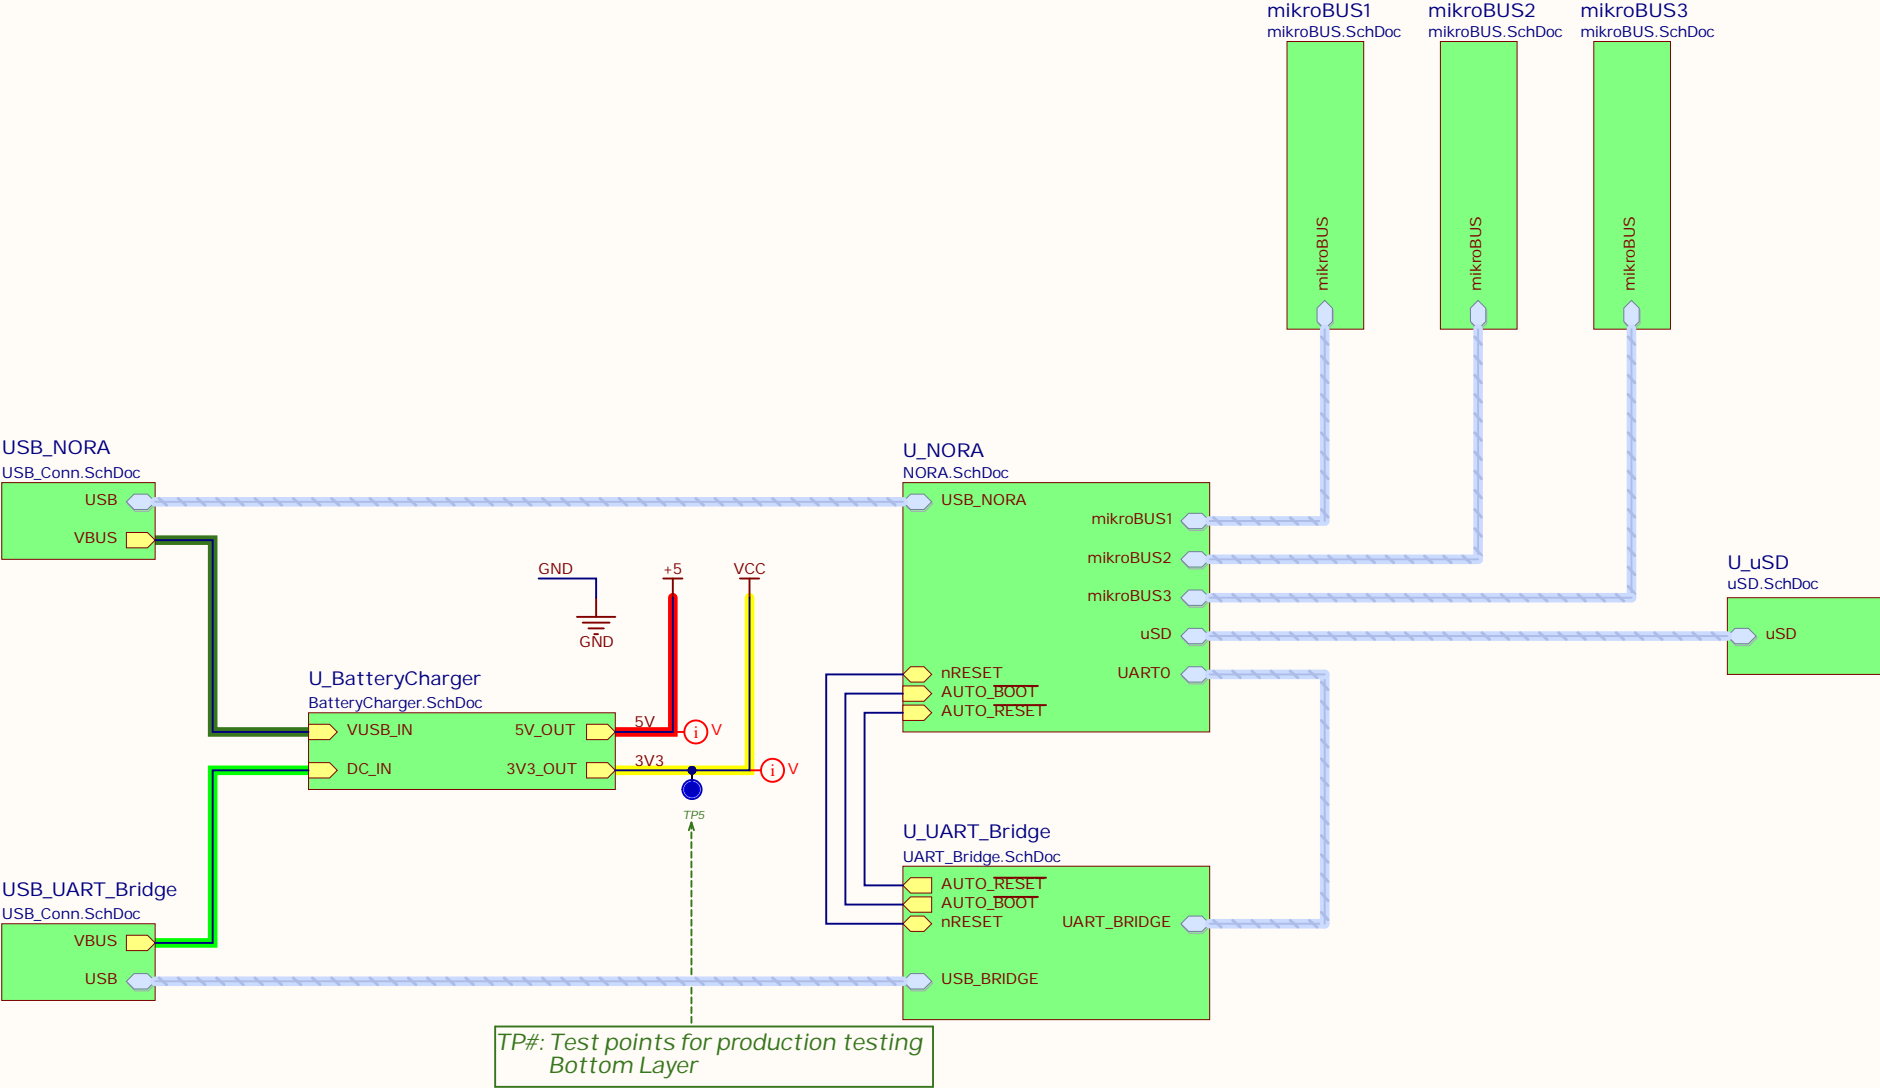 mikroBUS1
mikroBUS.SchDoc
mikroBUS
mikroBUS2
mikroBUS.SchDoc
mikroBUS
mikroBUS3
mikroBUS.SchDoc
mikroBUS
USB_NORA
USB_Conn.SchDoc
USB
VBUS
U_NORA
NORA.SchDoc
USB_NORA
mikroBUS1
mikroBUS2
mikroBUS3
uSD
UART0
nRESET
AUTO_BOOT
AUTO_RESET
U_uSD
uSD.SchDoc
uSD
GND
GND
+5
VCC
U_BatteryCharger
BatteryCharger.SchDoc
VUSB_IN
DC_IN
5V_OUT
3V3_OUT
5V
i V
3V3
i V
TP5
U_UART_Bridge
UART_Bridge.SchDoc
AUTO_RESET
AUTO_BOOT
nRESET
UART_BRIDGE
USB_BRIDGE
USB_UART_Bridge
USB_Conn.SchDoc
VBUS
USB
TP#: Test points for production testing
Bottom Layer